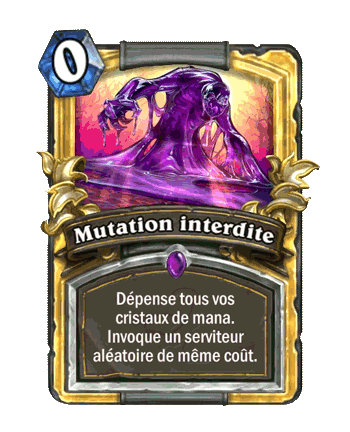 0
Mutation interdite
Dépense tous vos
cristaux de mana.
Invoque un serviteur
aléatoire de même coût.